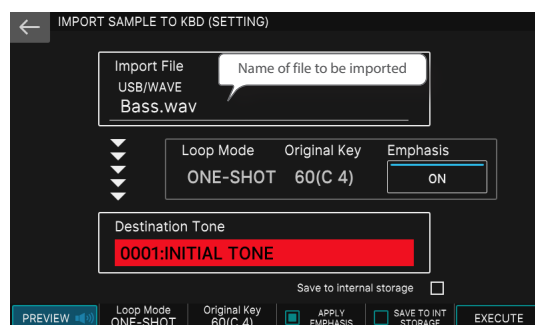 IMPORT SAMPLE TO KBD (SETTING)
Import File
Name of file to be imported
USB/WAVE
Bass.wav
Loop Mode Original Key Emphasis
ONE-SHOT 60(C 4) ON
Destination Tone
0001:INITIAL TONE
Save to internal storage
PREVIEW Loop Mode Original Key APPLY SAVE TO INT EXECUTE
ONE-SHOT 60(C 4) EMPHASIS STORAGE